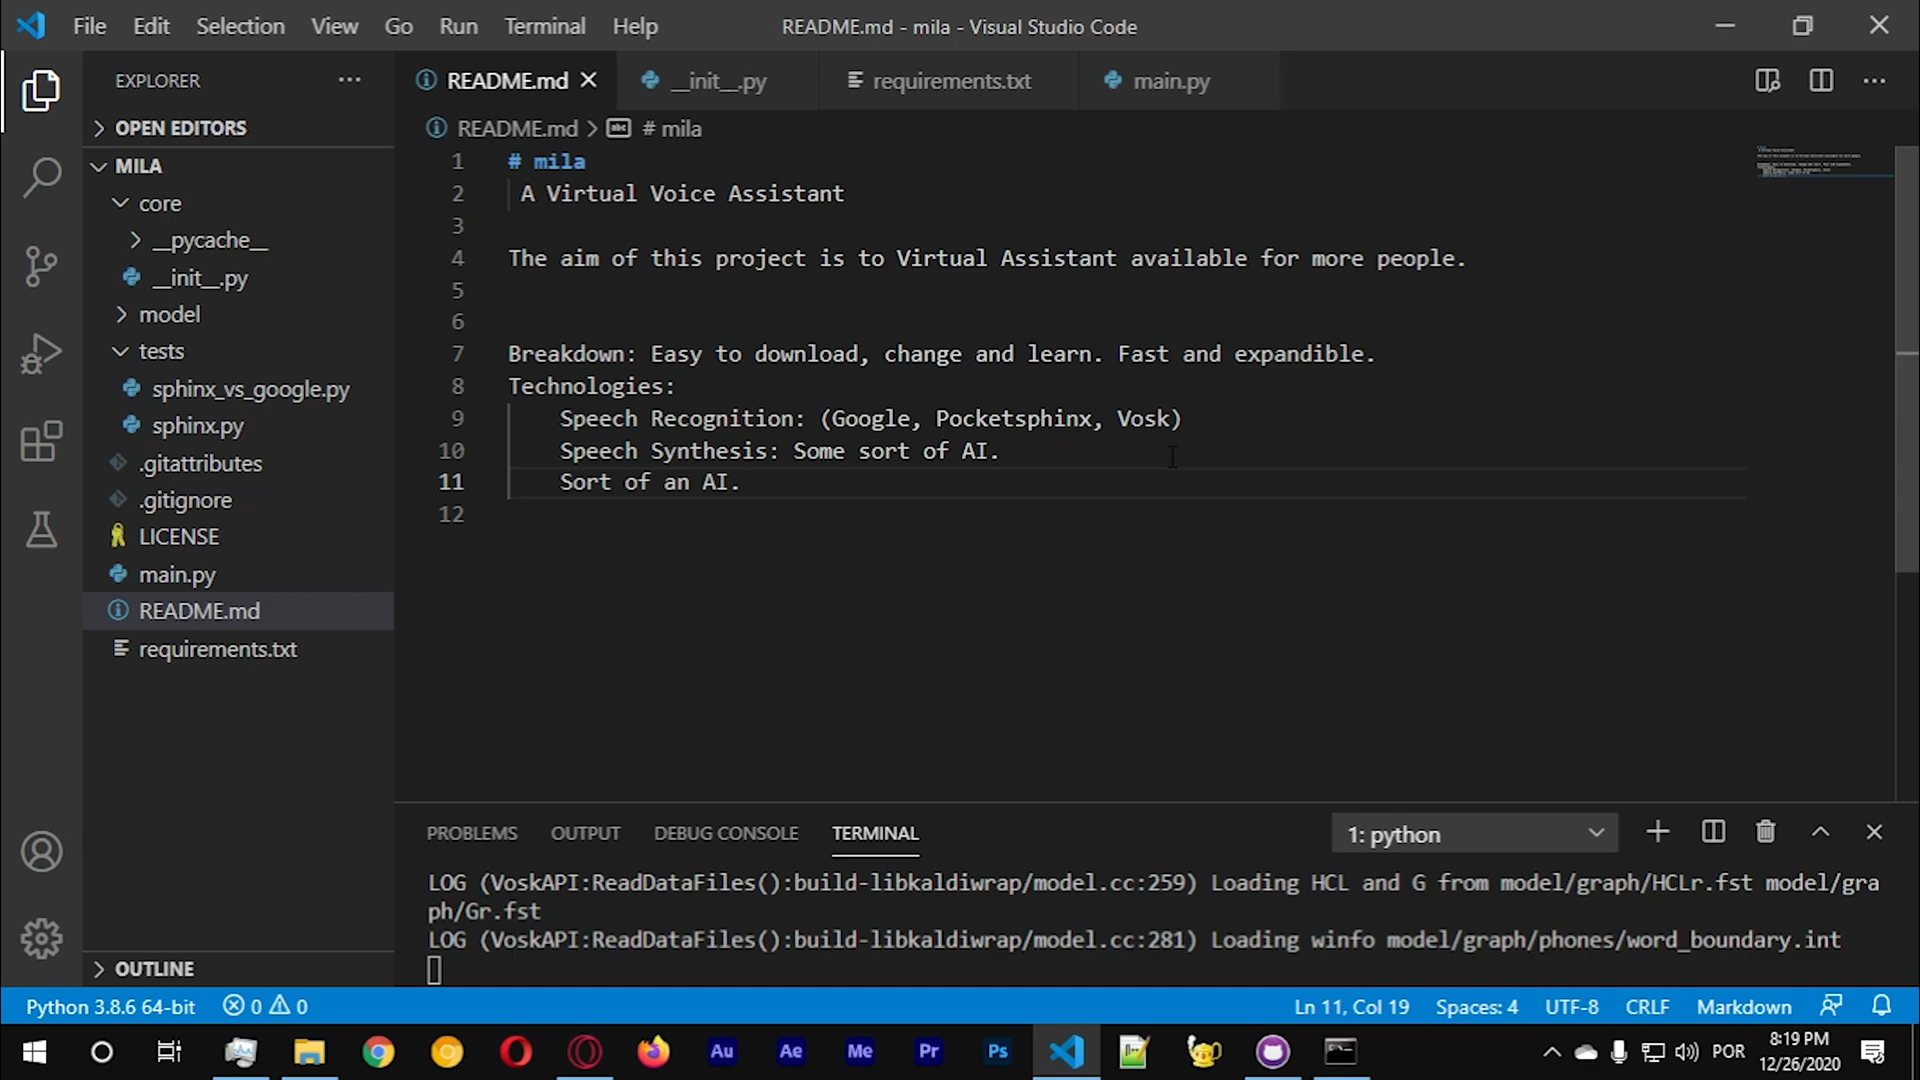 File Edit Selection View Go Run Terminal Help README.md - mila - Visual Studio Code
EXPLORER
OPEN EDITORS
MILA
core
__pycache__
__init__.py
model
tests
sphinx_vs_google.py
sphinx.py
.gitattributes
.gitignore
LICENSE
main.py
README.md
requirements.txt
OUTLINE
README.md __init__.py requirements.txt main.py
README.md > # mila
1 # mila
2 A Virtual Voice Assistant
3
4 The aim of this project is to Virtual Assistant available for more people.
5
6
7 Breakdown: Easy to download, change and learn. Fast and expandible.
8 Technologies:
9 Speech Recognition: (Google, Pocketsphinx, Vosk)
10 Speech Synthesis: Some sort of AI.
11 Sort of an AI.
12
PROBLEMS OUTPUT DEBUG CONSOLE TERMINAL 1: python
LOG (VoskAPI:ReadDataFiles():build-libkaldiwrap/model.cc:259) Loading HCL and G from model/graph/HCLr.fst model/gra
ph/Gr.fst
LOG (VoskAPI:ReadDataFiles():build-libkaldiwrap/model.cc:281) Loading winfo model/graph/phones/word_boundary.int
Python 3.8.6 64-bit 0 0 Ln 11, Col 19 Spaces: 4 UTF-8 CRLF Markdown
Au Ae Me Pr Ps POR 8:19 PM
12/26/2020